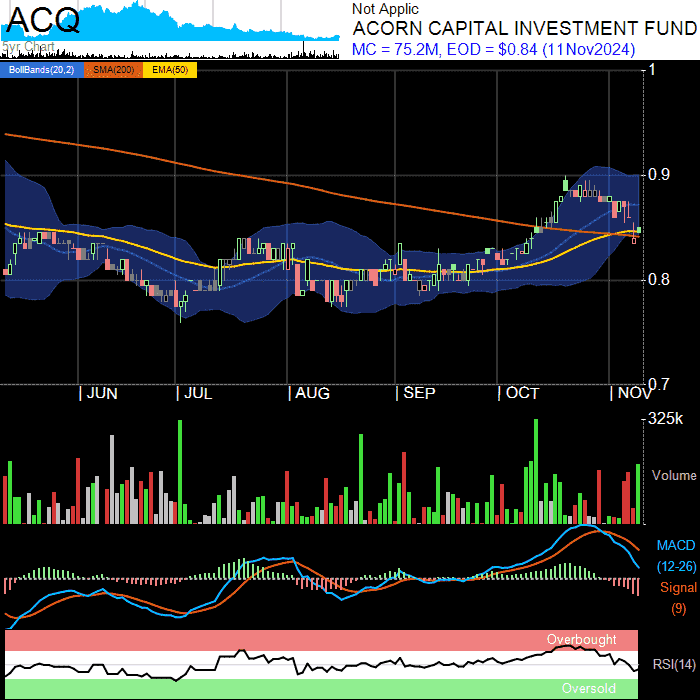 ACQ
5yr Chart
Not Applic
ACORN CAPITAL INVESTMENT FUND
MC = 75.2M, EOD = $0.84 (11Nov2024)
BollBands(20,2) SMA(200) EMA(50)
1
0.9
0.8
0.7
JUN JUL AUG SEP OCT NOV
325k
Volume
MACD
(12-26)
Signal
(9)
Overbought
RSI(14)
Oversold